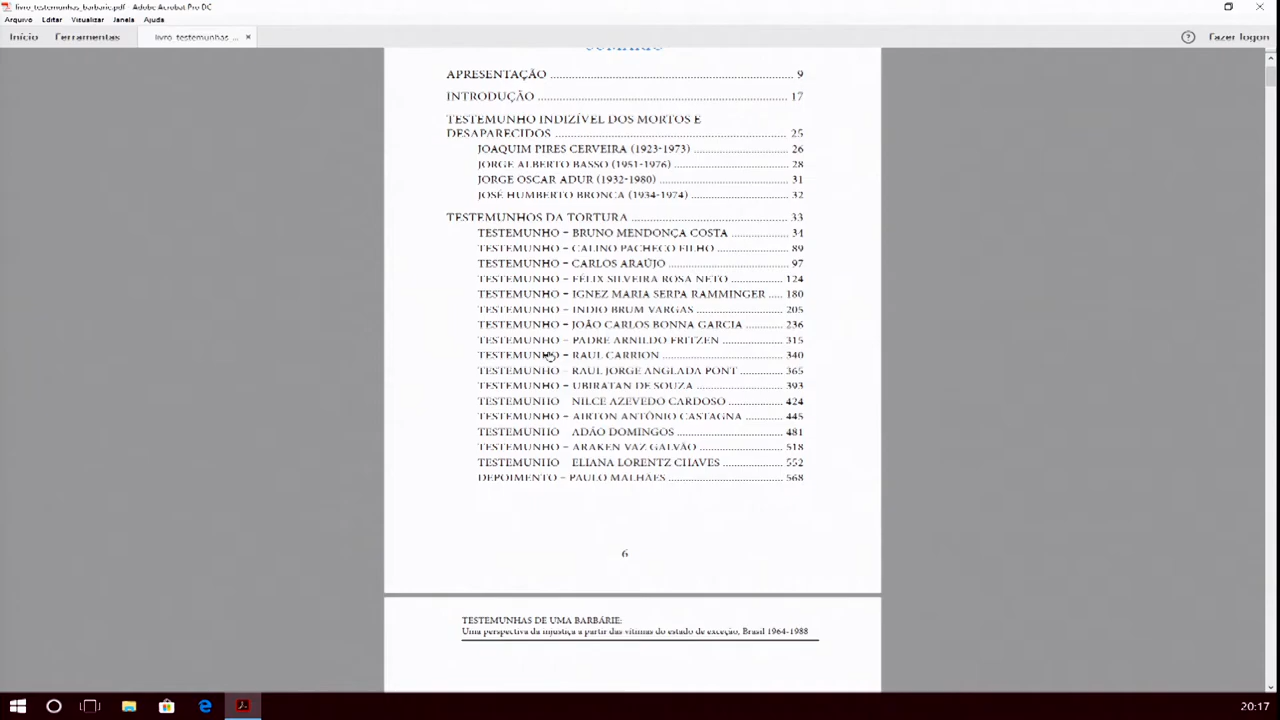 livro_testemunhas_barbarie.pdf - Adobe Acrobat Pro DC
Arquivo Editar Visualizar Janela Ajuda
Início Ferramentas livro_testemunhas ... × ? Fazer logon
SUMÁRIO
APRESENTAÇÃO ........ 9
INTRODUÇÃO ........ 17
TESTEMUNHO INDIZÍVEL DOS MORTOS E
DESAPARECIDOS ........ 25
JOAQUIM PIRES CERVEIRA (1923-1973) ........ 26
JORGE ALBERTO BASSO (1951-1976) ........ 28
JORGE OSCAR ADUR (1932-1980) ........ 31
JOSÉ HUMBERTO BRONCA (1934-1974) ........ 32
TESTEMUNHOS DA TORTURA ........ 33
TESTEMUNHO – BRUNO MENDONÇA COSTA ........ 34
TESTEMUNHO – CALINO PACHECO FILHO ........ 89
TESTEMUNHO – CARLOS ARAÚJO ........ 97
TESTEMUNHO – FÉLIX SILVEIRA ROSA NETO ........ 124
TESTEMUNHO – IGNEZ MARIA SERPA RAMMINGER ..... 180
TESTEMUNHO – INDIO BRUM VARGAS ........ 205
TESTEMUNHO – JOÃO CARLOS BONNA GARCIA ........ 236
TESTEMUNHO – PADRE ARNILDO FRITZEN ........ 315
TESTEMUNHO – RAUL CARRION ........ 340
TESTEMUNHO – RAUL JORGE ANGLADA PONT ........ 365
TESTEMUNHO – UBIRATAN DE SOUZA ........ 393
TESTEMUNHO NILCE AZEVEDO CARDOSO ........ 424
TESTEMUNHO – AIRTON ANTÔNIO CASTAGNA ........ 445
TESTEMUNHO ADÃO DOMINGOS ........ 481
TESTEMUNHO – ARAKEN VAZ GALVÃO ........ 518
TESTEMUNHO ELIANA LORENTZ CHAVES ........ 552
DEPOIMENTO – PAULO MALHÃES ........ 568
6
TESTEMUNHAS DE UMA BARBÁRIE:
Uma perspectiva da injustiça a partir das vítimas do estado de exceção, Brasil 1964-1988
20:17